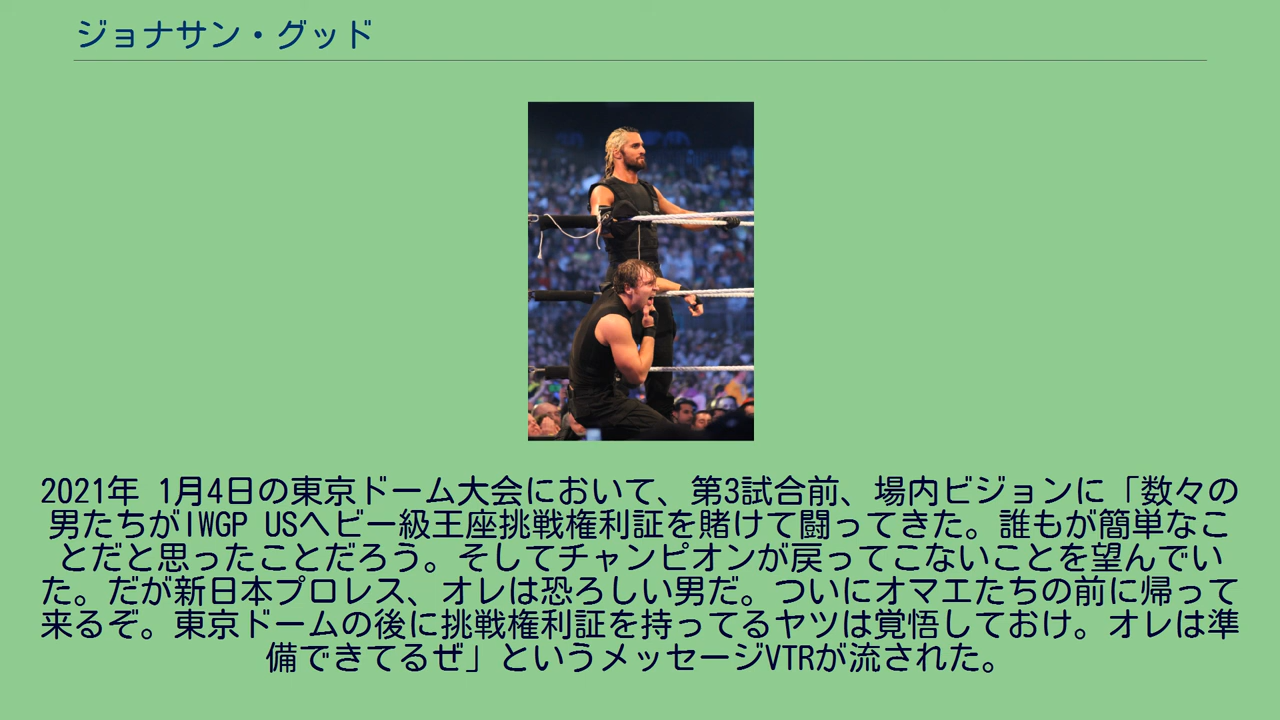 ジョナサン・グッド
2021年 1月4日の東京ドーム大会において、第3試合前、場内ビジョンに「数々の
男たちがIWGP USヘビー級王座挑戦権利証を賭けて闘ってきた。誰もが簡単なこ
とだと思ったことだろう。そしてチャンピオンが戻ってこないことを望んでい
た。だが新日本プロレス、オレは恐ろしい男だ。ついにオマエたちの前に帰って
来るぞ。東京ドームの後に挑戦権利証を持ってるヤツは覚悟しておけ。オレは準
備できてるぜ」というメッセージVTRが流された。